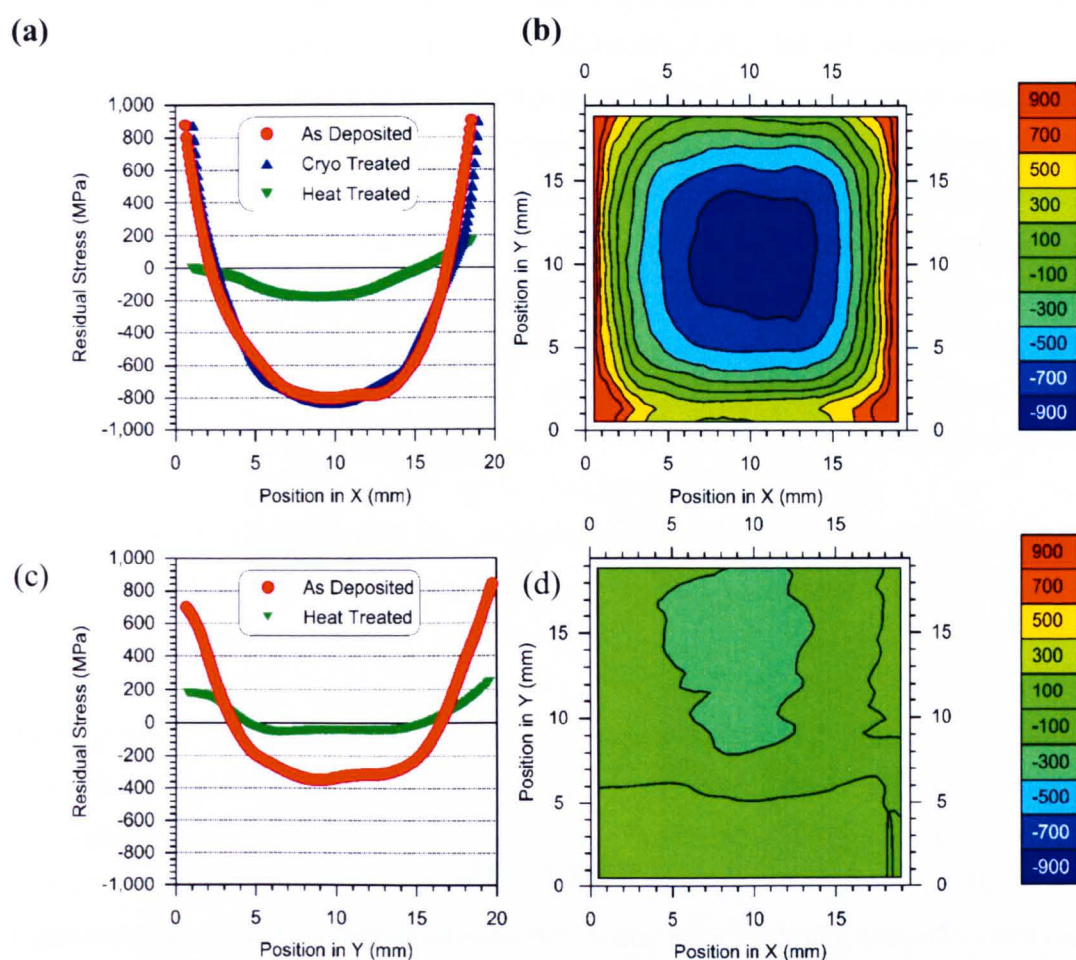 (a)
1,000
800
600
400
200
0
-200
-400
-600
-800
-1,000
Residual Stress (MPa)
As Deposited
Cryo Treated
Heat Treated
0 5 10 15 20
Position in X (mm)
(b)
0 5 10 15
15
10
5
0
Position in Y (mm)
15
10
5
0
0 5 10 15
Position in X (mm)
900
700
500
300
100
-100
-300
-500
-700
-900
(c)
1,000
800
600
400
200
0
-200
-400
-600
-800
-1,000
Residual Stress (MPa)
As Deposited
Heat Treated
0 5 10 15 20
Position in Y (mm)
(d)
0 5 10 15
15
10
5
0
Position in Y (mm)
15
10
5
0
0 5 10 15
Position in X (mm)
900
700
500
300
100
-100
-300
-500
-700
-900